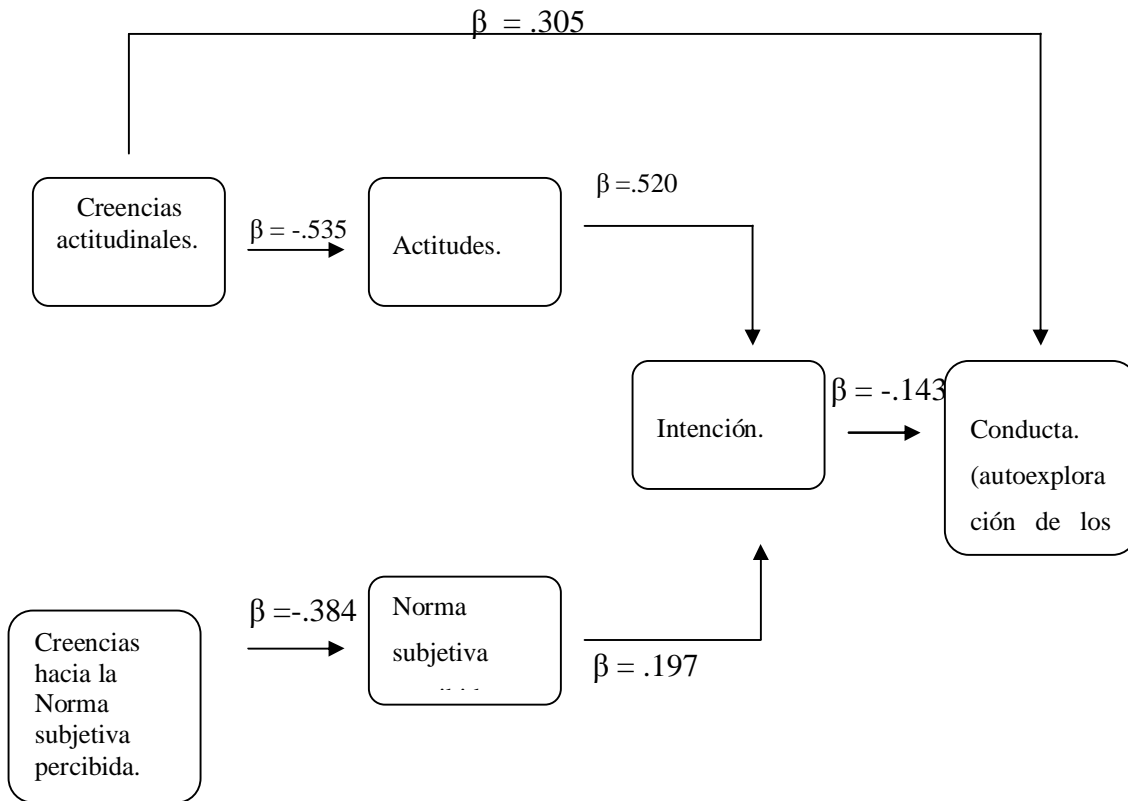 β = .305
Creencias
actitudinales.
β = -.535
Actitudes.
β =.520
Intención.
β = -.143
Conducta.
(autoexplora
ción de los
Creencias
hacia la
Norma
subjetiva
percibida.
β =-.384
Norma
subjetiva
β = .197